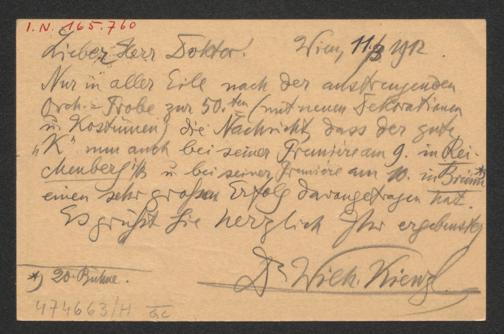 I.N. 165.760
Lieber Herr Doktor! Wien, 11/3 1912.
Nur in aller Eile nach der anstrengenden
Orch.=Probe zur 50.ten (mit neuen Dekorationen
u. Kostümen) die Nachricht, dass der gute
„K" nun auch bei seiner Première am 9. in Rei-
chenberg i/B u. bei seiner Première am 10. in Brünn *)
einen sehr großen Erfolg davongetragen hat.
Es grüßt Sie herzlich Ihr ergebenster
Dr Wilh. Kienzl.
*) 20. Bühne.
474663/H